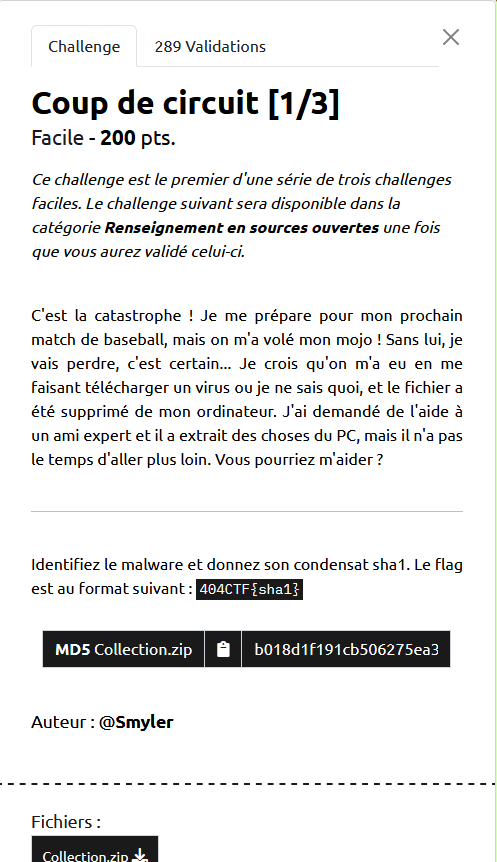 Challenge
289 Validations
Coup de circuit [1/3]
Facile - 200 pts.
Ce challenge est le premier d'une série de trois challenges
faciles. Le challenge suivant sera disponible dans la
catégorie Renseignement en sources ouvertes une fois
que vous aurez validé celui-ci.
C'est la catastrophe ! Je me prépare pour mon prochain
match de baseball, mais on m'a volé mon mojo ! Sans lui, je
vais perdre, c'est certain... Je crois qu'on m'a eu en me
faisant télécharger un virus ou je ne sais quoi, et le fichier a
été supprimé de mon ordinateur. J'ai demandé de l'aide à
un ami expert et il a extrait des choses du PC, mais il n'a pas
le temps d'aller plus loin. Vous pourriez m'aider ?
Identifiez le malware et donnez son condensat sha1. Le flag
est au format suivant : 404CTF{sha1}
MD5 Collection.zip b018d1f191cb506275ea3
Auteur : @Smyler
Fichiers :
Collection.zip